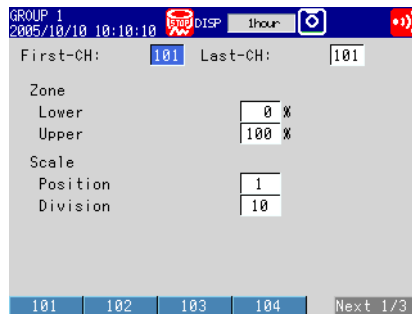 GROUP 1
2005/10/10 10:10:10 STOP DISP 1hour
First-CH: 101 Last-CH: 101
Zone
Lower 0 %
Upper 100 %
Scale
Position 1
Division 10
101 102 103 104 Next 1/3